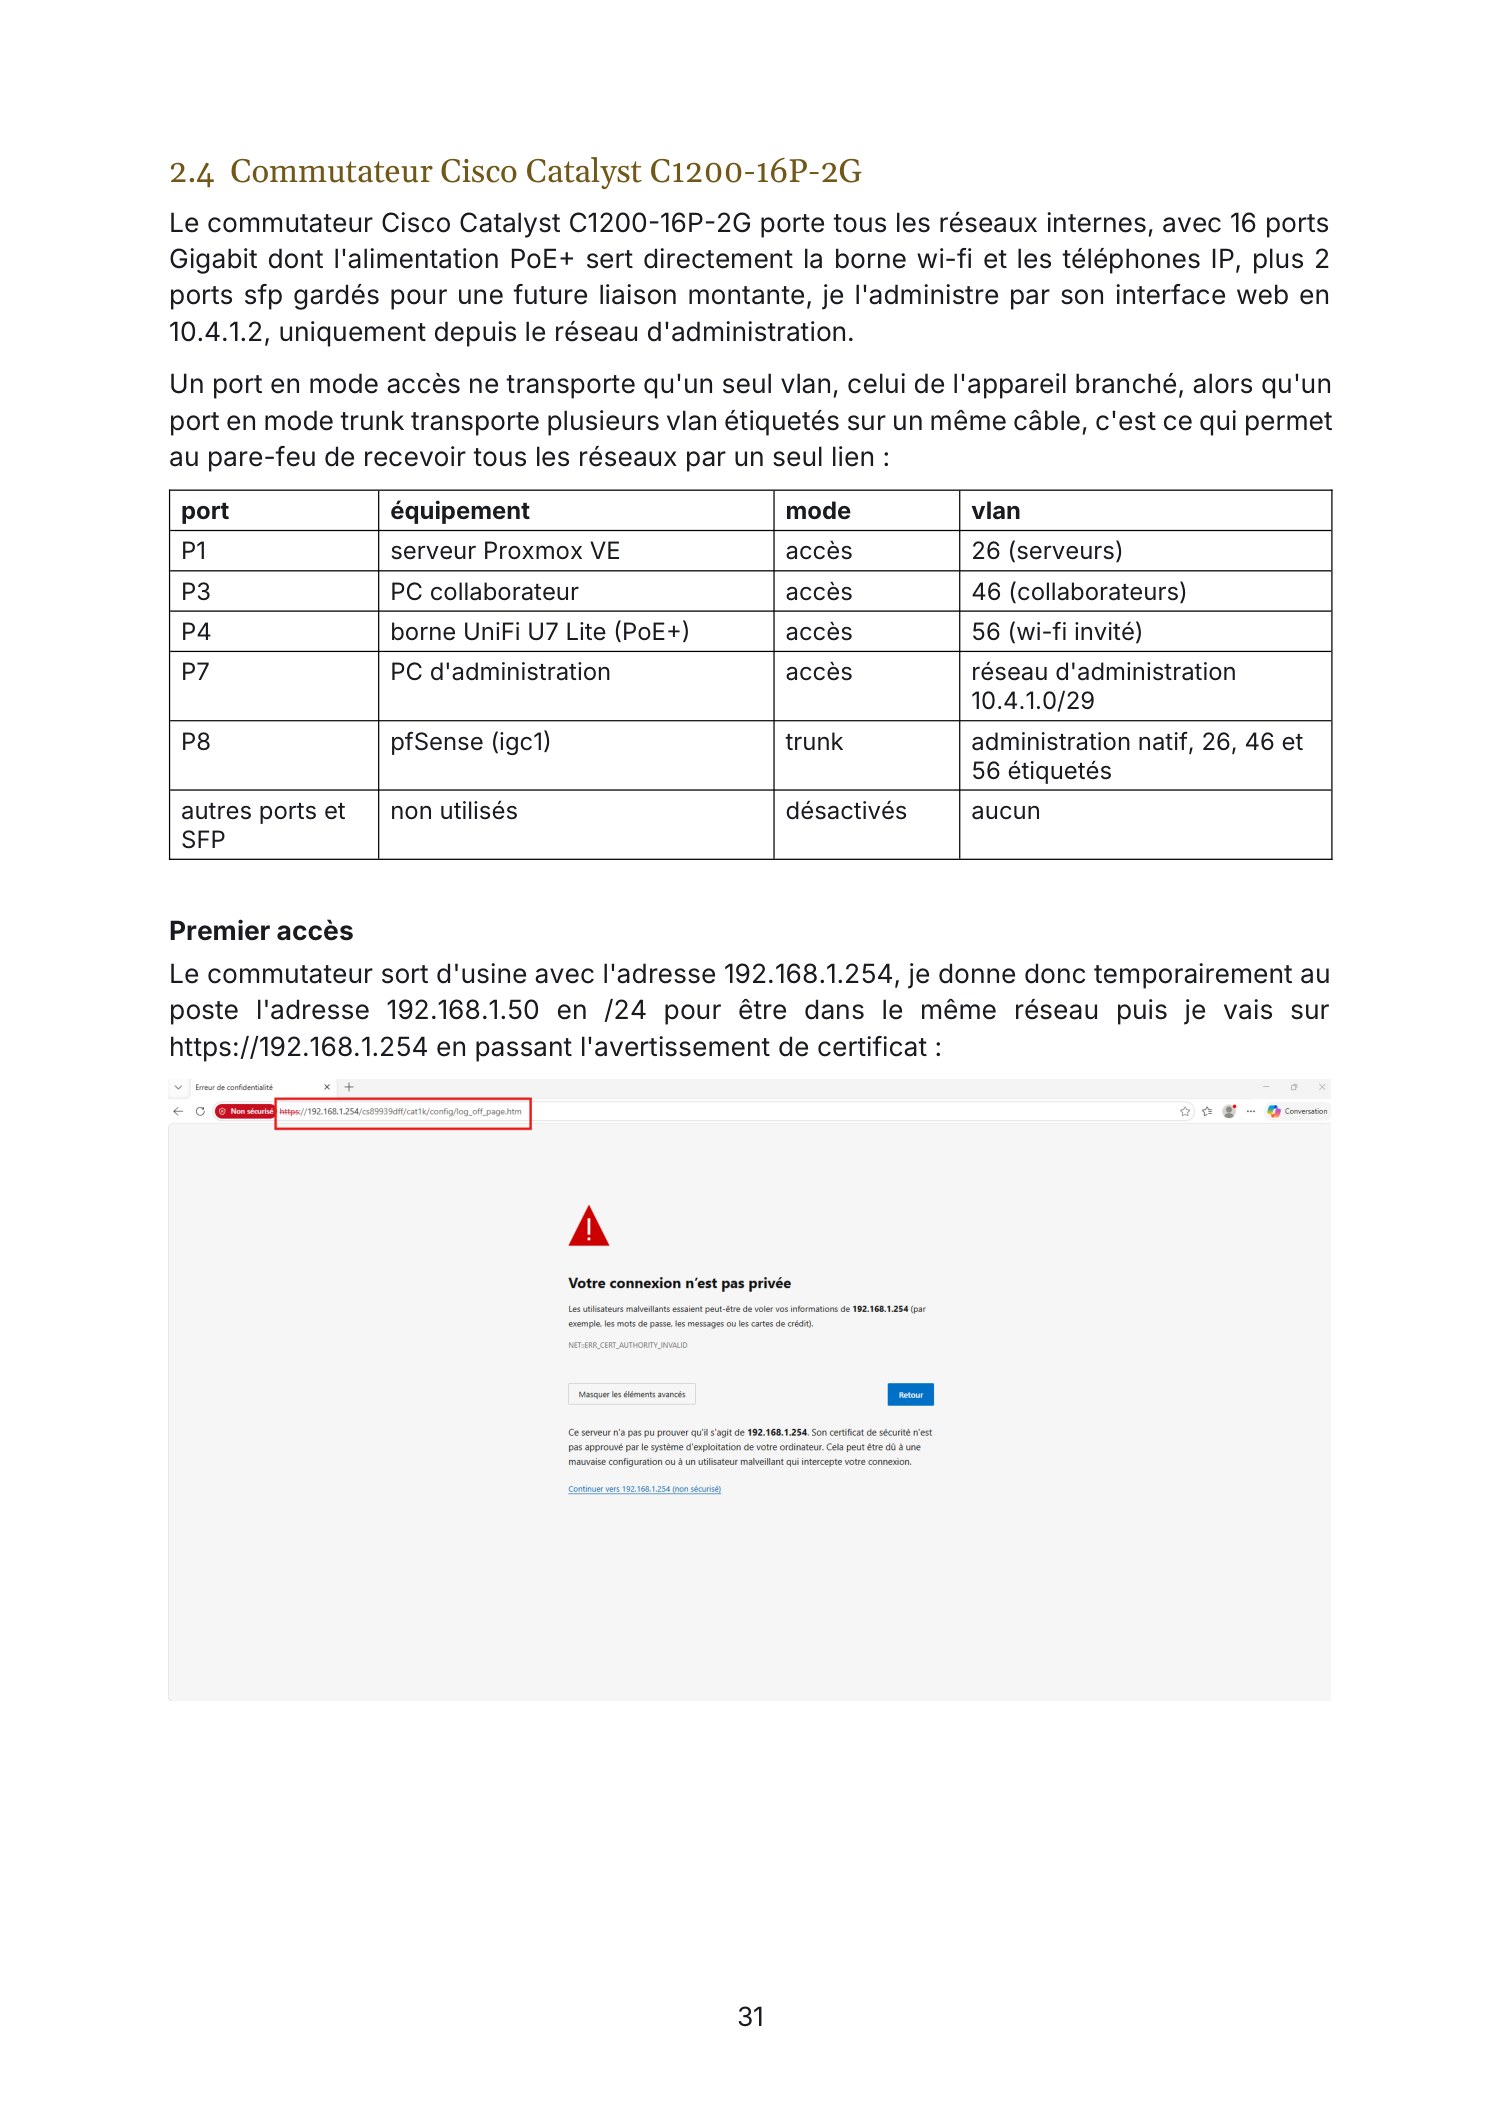 2.4 Commutateur Cisco Catalyst C1200-16P-2G
Le commutateur Cisco Catalyst C1200-16P-2G porte tous les réseaux internes, avec 16 ports
Gigabit dont l'alimentation PoE+ sert directement la borne wi-fi et les téléphones IP, plus 2
ports sfp gardés pour une future liaison montante, je l'administre par son interface web en
10.4.1.2, uniquement depuis le réseau d'administration.
Un port en mode accès ne transporte qu'un seul vlan, celui de l'appareil branché, alors qu'un
port en mode trunk transporte plusieurs vlan étiquetés sur un même câble, c'est ce qui permet
au pare-feu de recevoir tous les réseaux par un seul lien :
port équipement mode vlan
P1 serveur Proxmox VE accès 26 (serveurs)
P3 PC collaborateur accès 46 (collaborateurs)
P4 borne UniFi U7 Lite (PoE+) accès 56 (wi-fi invité)
P7 PC d'administration accès réseau d'administration
10.4.1.0/29
P8 pfSense (igc1) trunk administration natif, 26, 46 et
56 étiquetés
autres ports et non utilisés désactivés aucun
SFP
Premier accès
Le commutateur sort d'usine avec l'adresse 192.168.1.254, je donne donc temporairement au
poste l'adresse 192.168.1.50 en /24 pour être dans le même réseau puis je vais sur
https://192.168.1.254 en passant l'avertissement de certificat :
Erreur de confidentialité
Non sécurisé https://192.168.1.254/cs89939dff/cat1k/config/log_off_page.htm Conversation
Votre connexion n'est pas privée
Les utilisateurs malveillants essaient peut-être de voler vos informations de 192.168.1.254 (par
exemple, les mots de passe, les messages ou les cartes de crédit).
NET::ERR_CERT_AUTHORITY_INVALID
Masquer les éléments avancés Retour
Ce serveur n'a pas pu prouver qu'il s'agit de 192.168.1.254. Son certificat de sécurité n'est
pas approuvé par le système d'exploitation de votre ordinateur. Cela peut être dû à une
mauvaise configuration ou à un utilisateur malveillant qui intercepte votre connexion.
Continuer vers 192.168.1.254 (non sécurisé)
31